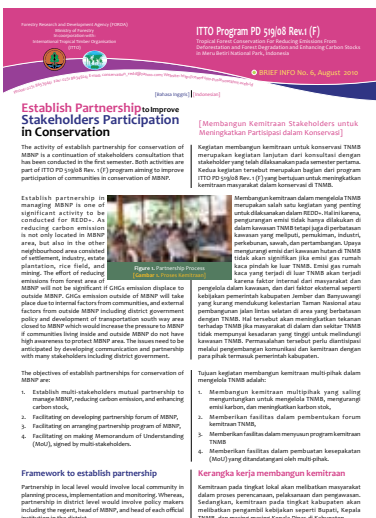 Forestry Research and Development Agency (FORDA)
Ministry of Forestry
in cooperation with
International Tropical Timber Organization
(ITTO)
ITTO Program PD 519/08 Rev.1 (F)
Tropical Forest Conservation For Reducing Emissions From
Deforestation and Forest Degradation and Enhancing Carbon Stocks
in Meru Betiri National Park, Indonesia
BRIEF INFO No. 6, August 2010
[Bahasa Inggris] [Indonesian]
Establish Partnership to Improve
Stakeholders Participation
in Conservation
The activity of establish partnership for conservation of
MBNP is a continuation of stakeholders consultation that
has been conducted in the first semester. Both activities are
part of ITTO PD 519/08 Rev. 1 (F) program aiming to improve
participation of communities in conservation of MBNP.
Establish partnership in
managing MBNP is one of
significant activity to be
conducted for REDD+. As
reducing carbon emission
is not only located in MBNP
area, but also in the other
neighbourhood area consisted
of settlement, industry, estate
plantation, rice field, and
mining. The effort of reducing
emissions from forest area of
MBNP will not be significant if GHGs emission displace to
outside MBNP. GHGs emission outside of MBNP will take
place due to internal factors from communities, and external
factors from outside MBNP including district government
policy and development of transportation south sea area
closed to MBNP which would increase the pressure to MBNP
if communities living inside and outside MBNP do not have
high awareness to protect MBNP area. The issues need to be
anticipated by developing communication and partnership
with many stakeholders including district government.
Figure 1. Partnership Process
[Gambar 1. Proses Kemitraan]
The objectives of establish partnerships for conservation of
MBNP are:
1. Establish multi-stakeholders mutual partnership to
manage MBNP, reducing carbon emission, and enhancing
carbon stock,
2. Facilitating on developing partnership forum of MBNP,
3. Facilitating on arranging partnership program of MBNP,
4. Facilitating on making Memorandum of Understanding
(MoU), signed by multi-stakeholders.
Framework to establish partnership
Partnership in local level would involve local community in
planning process, implementation and monitoring. Whereas,
partnership in district level would involve policy makers
including the regent, head of MBNP, and head of each official
institution in the district.
[Membangun Kemitraan Stakeholders untuk
Meningkatkan Partisipasi dalam Konservasi]
Kegiatan membangun kemitraan untuk konservasi TNMB
merupakan kegiatan lanjutan dari konsultasi dengan
stakeholder yang telah dilaksanakan pada semester pertama.
Kedua kegiatan tersebut merupakan bagian dari program
ITTO PD 519/08 Rev. 1 (F) yang bertujuan untuk meningkatkan
kemitraan masyarakat dalam konservasi di TNMB.
Membangun kemitraan dalam mengelola TNMB
merupakan salah satu kegiatan yang penting
untuk dilaksanakan dalam REDD+. Hal ini karena,
pengurangan emisi tidak hanya dilakukan di
dalam kawasan TNMB tetapi juga di perbatasan
kawasan yang meliputi, permukiman, industri,
perkebunan, sawah, dan pertambangan. Upaya
mengurangi emisi dari kawasan hutan di TNMB
tidak akan signifikan jika emisi gas rumah
kaca pindah ke luar TNMB. Emisi gas rumah
kaca yang terjadi di luar TNMB akan terjadi
karena faktor internal dari masyarakat dan
pengelola dalam kawasan, dan dari faktor eksternal seperti
kebijakan pemerintah kabupaten Jember dan Banyuwangi
yang kurang mendukung kelestarian Taman Nasional atau
pembangunan jalan lintas selatan di area yang berbatasan
dengan TNMB. Hal tersebut akan meningkatkan tekanan
terhadap TNMB jika masyarakat di dalam dan sekitar TNMB
tidak mempunyai kesadaran yang tinggi untuk melindungi
kawasan TNMB. Permasalahan tersebut perlu diantisipasi
melalui pengembangan komunikasi dan kemitraan dengan
para pihak termasuk pemerintah kabupaten.
Tujuan kegiatan membangun kemitraan multi-pihak dalam
mengelola TNMB adalah:
1. Membangun kemitraan multipihak yang saling
menguntungkan untuk mengelola TNMB, mengurangi
emisi karbon, dan meningkatkan karbon stok,
2. Memberikan fasilitas dalam pembentukan forum
kemitraan TNMB,
3. Memberikan fasilitas dalam menyusun program kemitraan
TNMB
4. Memberikan fasilitas dalam pembuatan kesepakatan
(MoU) yang ditandatangani oleh multi-pihak.
Kerangka kerja membangun kemitraan
Kemitraan pada tingkat lokal akan melibatkan masyarakat
dalam proses perencanaan, pelaksanaan dan pengawasan.
Sedangkan, kemitraan pada tingkat kabupaten akan
melibatkan pengambil kebijakan seperti Bupati, Kepala